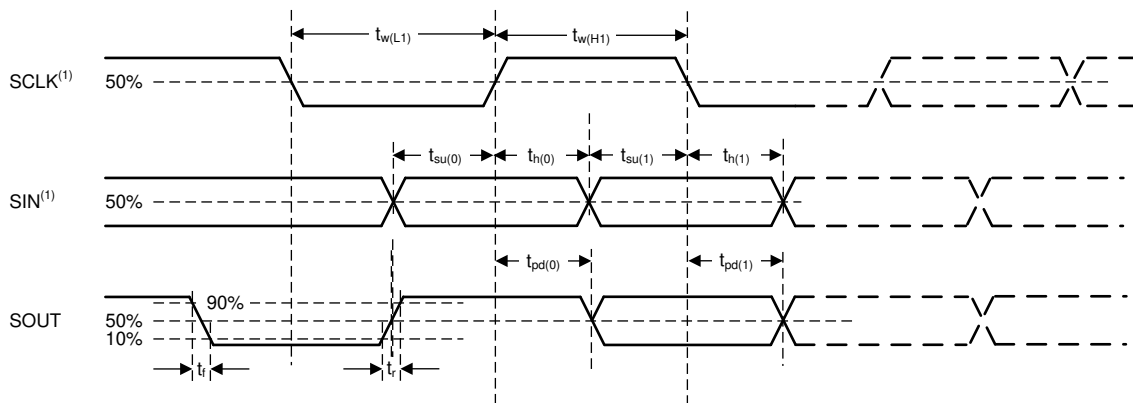 t_w(L1) t_w(H1)
SCLK(1) 50%
t_su(0) t_h(0) t_su(1) t_h(1)
SIN(1) 50%
t_pd(0) t_pd(1)
90%
SOUT 50%
10%
t_f t_r